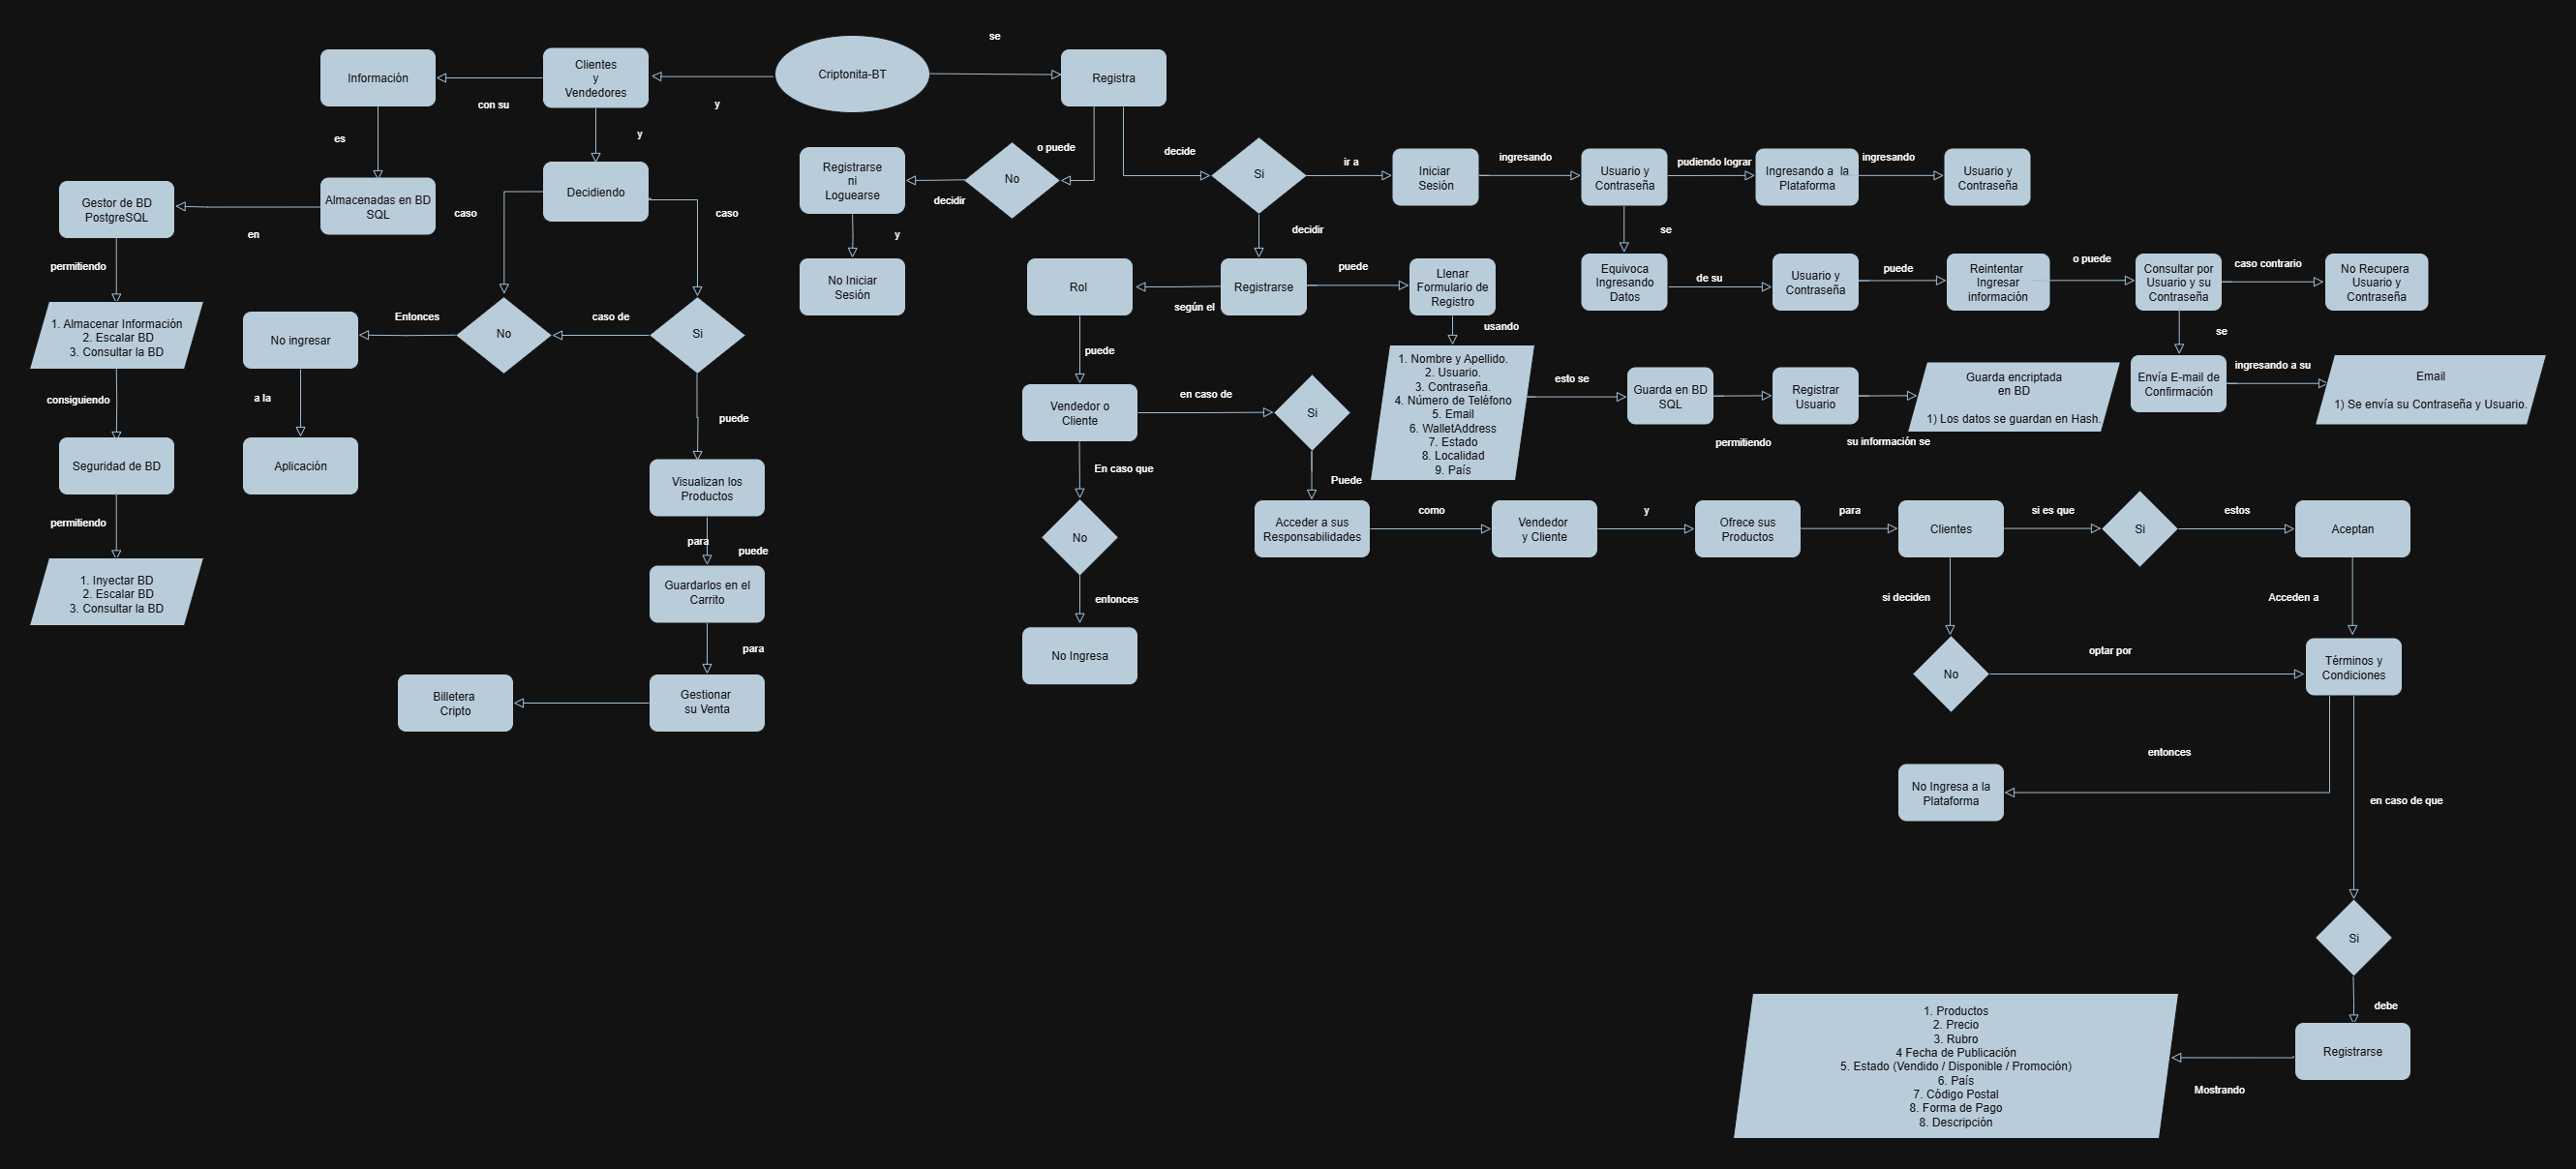 se
Criptonita-BT
Registra
Clientes
y
Vendedores
Información
con su
y
es
y
Decidiendo
Almacenadas en BD
SQL
Gestor de BD
PostgreSQL
en
caso
caso
permitiendo
1. Almacenar Información
2. Escalar BD
3. Consultar la BD
consiguiendo
Seguridad de BD
permitiendo
1. Inyectar BD
2. Escalar BD
3. Consultar la BD
No ingresar
Entonces
No
caso de
Si
a la
Aplicación
puede
Visualizan los
Productos
para
puede
Guardarlos en el
Carrito
para
Gestionar
su Venta
Billetera
Cripto
o puede
No
decidir
Registrarse
ni
Loguearse
y
No Iniciar
Sesión
decide
Si
ir a
Iniciar
Sesión
ingresando
Usuario y
Contraseña
pudiendo lograr
Ingresando a  la
Plataforma
ingresando
Usuario y
Contraseña
decidir
se
Rol
según el
Registrarse
puede
Llenar
Formulario de
Registro
Equivoca
Ingresando
Datos
de su
Usuario y
Contraseña
puede
Reintentar
Ingresar
información
o puede
Consultar por
Usuario y su
Contraseña
caso contrario
No Recupera
Usuario y
Contraseña
puede
usando
se
1. Nombre y Apellido.
2. Usuario.
3. Contraseña.
4. Número de Teléfono
5. Email
6. WalletAddress
7. Estado
8. Localidad
9. País
esto se
Guarda en BD
SQL
permitiendo
Registrar
Usuario
su información se
Guarda encriptada
en BD
1) Los datos se guardan en Hash.
Envía E-mail de
Confirmación
ingresando a su
Email
1) Se envía su Contraseña y Usuario.
Vendedor o
Cliente
en caso de
Si
En caso que
Puede
No
entonces
No Ingresa
Acceder a sus
Responsabilidades
como
Vendedor
y Cliente
y
Ofrece sus
Productos
para
Clientes
si es que
Si
estos
Aceptan
si deciden
Acceden a
No
optar por
Términos y
Condiciones
entonces
No Ingresa a la
Plataforma
en caso de que
Si
debe
Registrarse
Mostrando
1. Productos
2. Precio
3. Rubro
4 Fecha de Publicación
5. Estado (Vendido / Disponible / Promoción)
6. País
7. Código Postal
8. Forma de Pago
8. Descripción